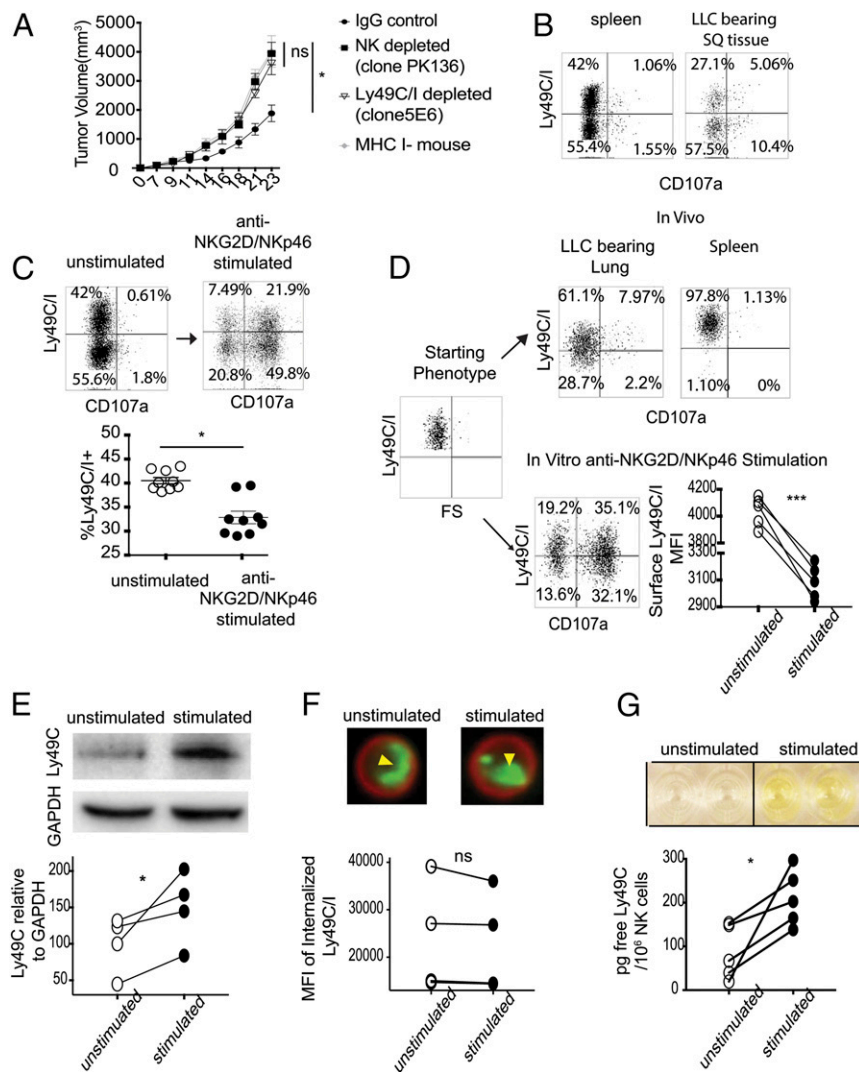 A
Tumor Volume(mm³)
5000
4000
3000
2000
1000
0
0 7 9 11 14 16 18 21 23
ns
*
IgG control
NK depleted
(clone PK136)
Ly49C/I depleted
(clone5E6)
MHC I- mouse
B
spleen
LLC bearing
SQ tissue
42% 1.06% 27.1% 5.06%
Ly49C/I
55.4% 1.55% 57.5% 10.4%
CD107a
C
unstimulated
anti-
NKG2D/NKp46
stimulated
42% 0.61% 7.49% 21.9%
Ly49C/I
55.6% 1.8% 20.8% 49.8%
CD107a CD107a
%Ly49C/I+
45
40
35
30
25
*
unstimulated
anti-
NKG2D/NKp46
stimulated
D
In Vivo
LLC bearing
Lung
Spleen
61.1% 7.97% 97.8% 1.13%
Ly49C/I
28.7% 2.2% 1.10% 0%
CD107a
Starting
Phenotype
Ly49C/I
FS
In Vitro anti-NKG2D/NKp46 Stimulation
19.2% 35.1%
Ly49C/I
13.6% 32.1%
CD107a
Surface Ly49C/I
MFI
4200
4000
3800
3300
3100
2900
***
unstimulated stimulated
E
unstimulated stimulated
Ly49C
GAPDH
Ly49C relative
to GAPDH
200
150
100
50
*
unstimuated stimulated
F
unstimulated stimulated
MFI of Internalized
Ly49C/I
40000
30000
20000
ns
unstimulated stimulated
G
unstimulated stimulated
pg free Ly49C
/10⁶ NK cells
300
200
100
0
*
unstimulated stimulated